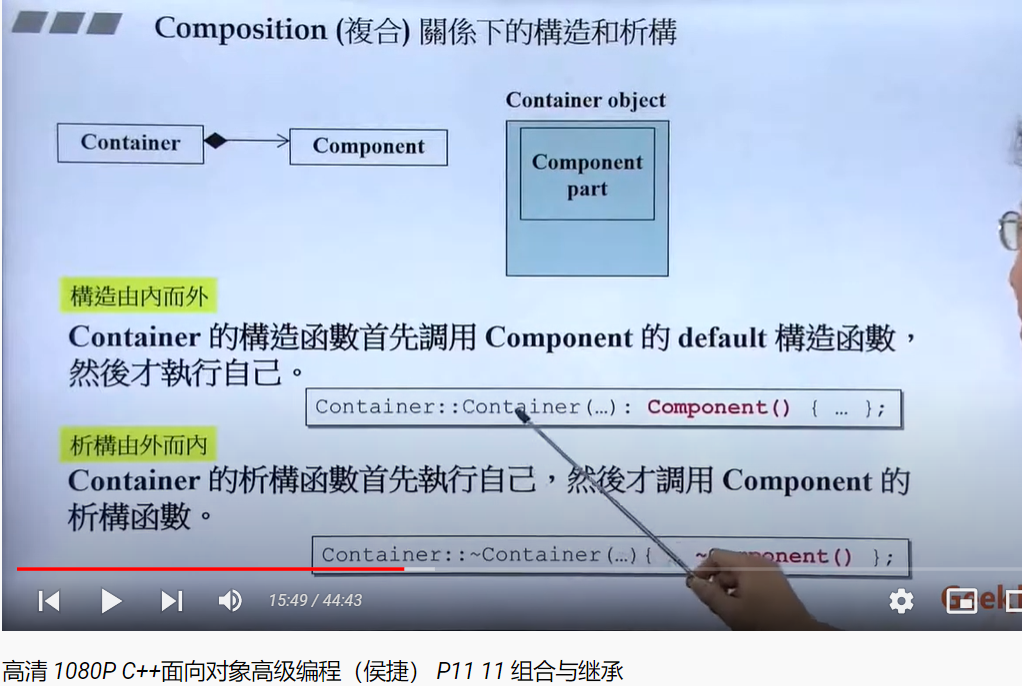 Composition (複合) 關係下的構造和析構
Container object
Container
Component
Component
part
構造由內而外
Container 的構造函數首先調用 Component 的 default 構造函數，
然後才執行自己。
Container::Container(…): Component() { … };
析構由外而內
Container 的析構函數首先執行自己，然後才調用 Component 的
析構函數。
Container::~Container(…){ ~Component() };
15:49 / 44:43
高清 1080P C++面向对象高级编程（侯捷） P11 11 组合与继承